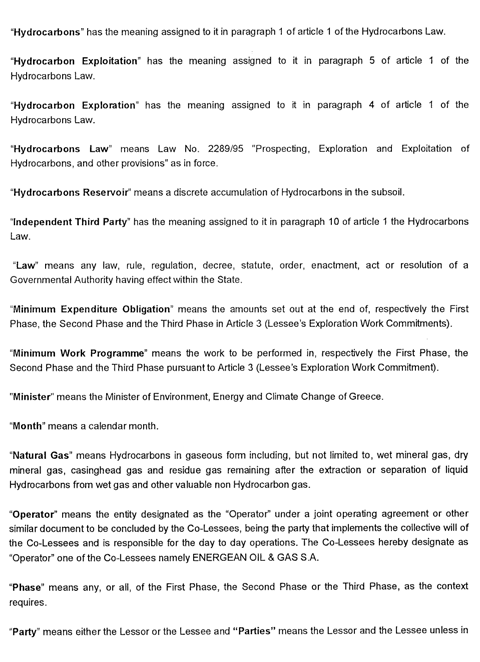 "Hydrocarbons" has the meaning assigned to it in paragraph 1 of article 1 of the Hydrocarbons Law.
"Hydrocarbon Exploitation" has the meaning assigned to it in paragraph 5 of article 1 of the
Hydrocarbons Law.
"Hydrocarbon Exploration" has the meaning assigned to it in paragraph 4 of article 1 of the
Hydrocarbons Law.
"Hydrocarbons Law" means Law No. 2289/95 "Prospecting, Exploration and Exploitation of
Hydrocarbons, and other provisions" as in force.
"Hydrocarbons Reservoir" means a discrete accumulation of Hydrocarbons in the subsoil.
"Independent Third Party" has the meaning assigned to it in paragraph 10 of article 1 the Hydrocarbons
Law.
"Law" means any law, rule, regulation, decree, statute, order, enactment, act or resolution of a
Governmental Authority having effect within the State.
"Minimum Expenditure Obligation" means the amounts set out at the end of, respectively the First
Phase, the Second Phase and the Third Phase in Article 3 (Lessee's Exploration Work Commitments).
"Minimum Work Programme" means the work to be performed in, respectively the First Phase, the
Second Phase and the Third Phase pursuant to Article 3 (Lessee's Exploration Work Commitment).
"Minister" means the Minister of Environment, Energy and Climate Change of Greece.
"Month" means a calendar month.
"Natural Gas" means Hydrocarbons in gaseous form including, but not limited to, wet mineral gas, dry
mineral gas, casinghead gas and residue gas remaining after the extraction or separation of liquid
Hydrocarbons from wet gas and other valuable non Hydrocarbon gas.
"Operator" means the entity designated as the "Operator" under a joint operating agreement or other
similar document to be concluded by the Co-Lessees, being the party that implements the collective will of
the Co-Lessees and is responsible for the day to day operations. The Co-Lessees hereby designate as
"Operator" one of the Co-Lessees namely ENERGEAN OIL & GAS S.A.
"Phase" means any, or all, of the First Phase, the Second Phase or the Third Phase, as the context
requires.
"Party" means either the Lessor or the Lessee and "Parties" means the Lessor and the Lessee unless in